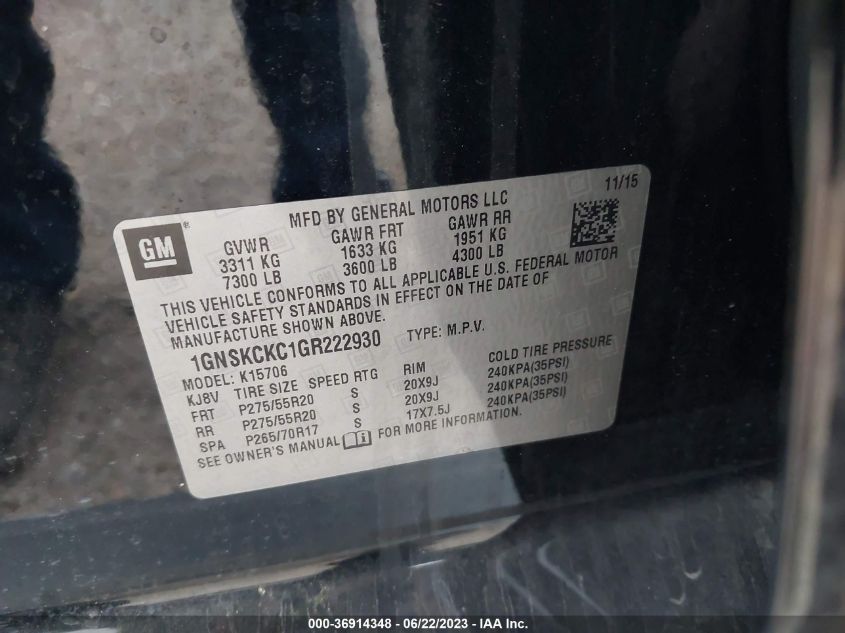 11/15
MFD BY GENERAL MOTORS LLC
GM®
GVWR GAWR FRT GAWR RR
3311 KG 1633 KG 1951 KG
7300 LB 3600 LB 4300 LB
THIS VEHICLE CONFORMS TO ALL APPLICABLE U.S. FEDERAL MOTOR
VEHICLE SAFETY STANDARDS IN EFFECT ON THE DATE OF
MANUFACTURE SHOWN ABOVE.
1GNSKCKC1GR222930 TYPE: M.P.V.
MODEL: K15706
KJ8V TIRE SIZE SPEED RTG RIM COLD TIRE PRESSURE
FRT P275/55R20 S 20X9J 240KPA(35PSI)
RR P275/55R20 S 20X9J 240KPA(35PSI)
SPA P265/70R17 S 17X7.5J 240KPA(35PSI)
SEE OWNER'S MANUAL FOR MORE INFORMATION.
000-36914348 - 06/22/2023 - IAA Inc.